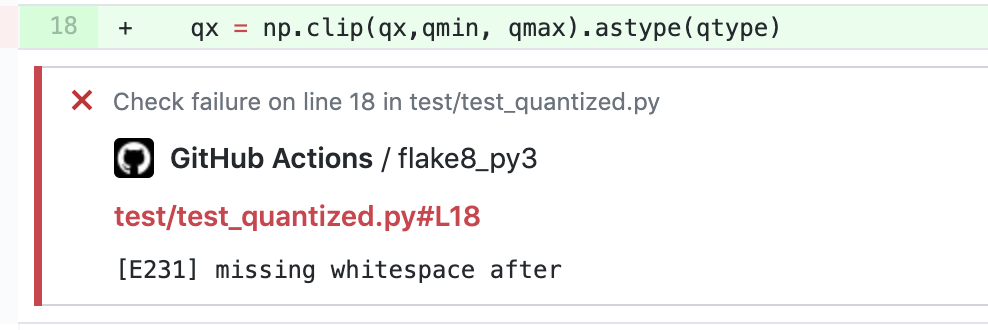 18 + qx = np.clip(qx,qmin, qmax).astype(qtype)
Check failure on line 18 in test/test_quantized.py
GitHub Actions / flake8_py3
test/test_quantized.py#L18
[E231] missing whitespace after